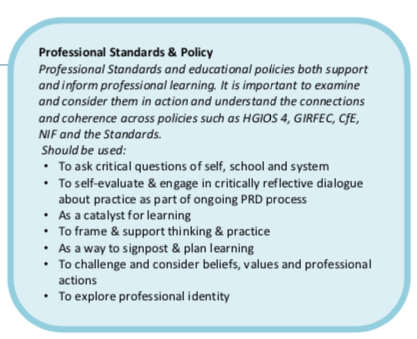 Professional Standards & Policy
Professional Standards and educational policies both support
and inform professional learning. It is important to examine
and consider them in action and understand the connections
and coherence across policies such as HGIOS 4, GIRFEC, CfE,
NIF and the Standards.
Should be used:
• To ask critical questions of self, school and system
• To self-evaluate & engage in critically reflective dialogue
about practice as part of ongoing PRD process
• As a catalyst for learning
• To frame & support thinking & practice
• As a way to signpost & plan learning
• To challenge and consider beliefs, values and professional
actions
• To explore professional identity